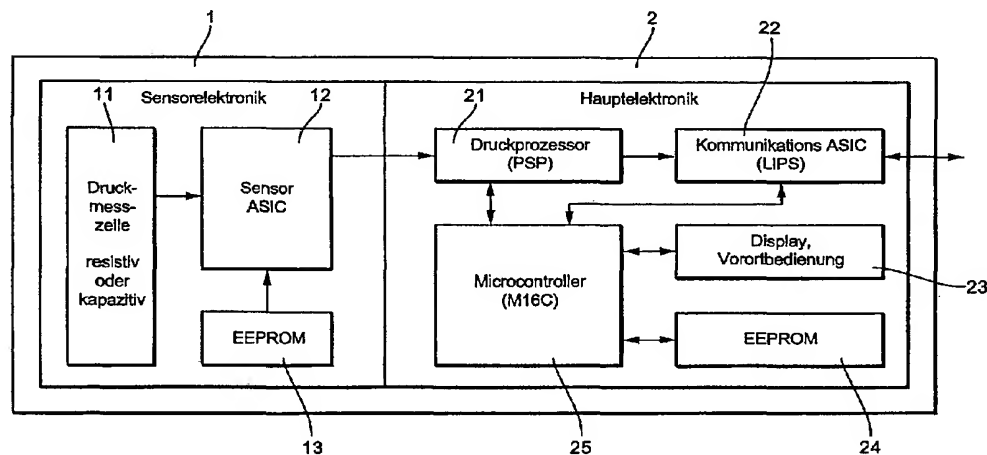 1
2
22
Sensorelektronik
Hauptelektronik
11
12
21
Druck-
mess-
zelle
resistiv
oder
kapazitiv
Sensor
ASIC
EEPROM
Druckprozessor
(PSP)
Kommunikations ASIC
(LIPS)
Microcontroller
(M16C)
Display,
Vorortbedienung
23
EEPROM
13
25
24